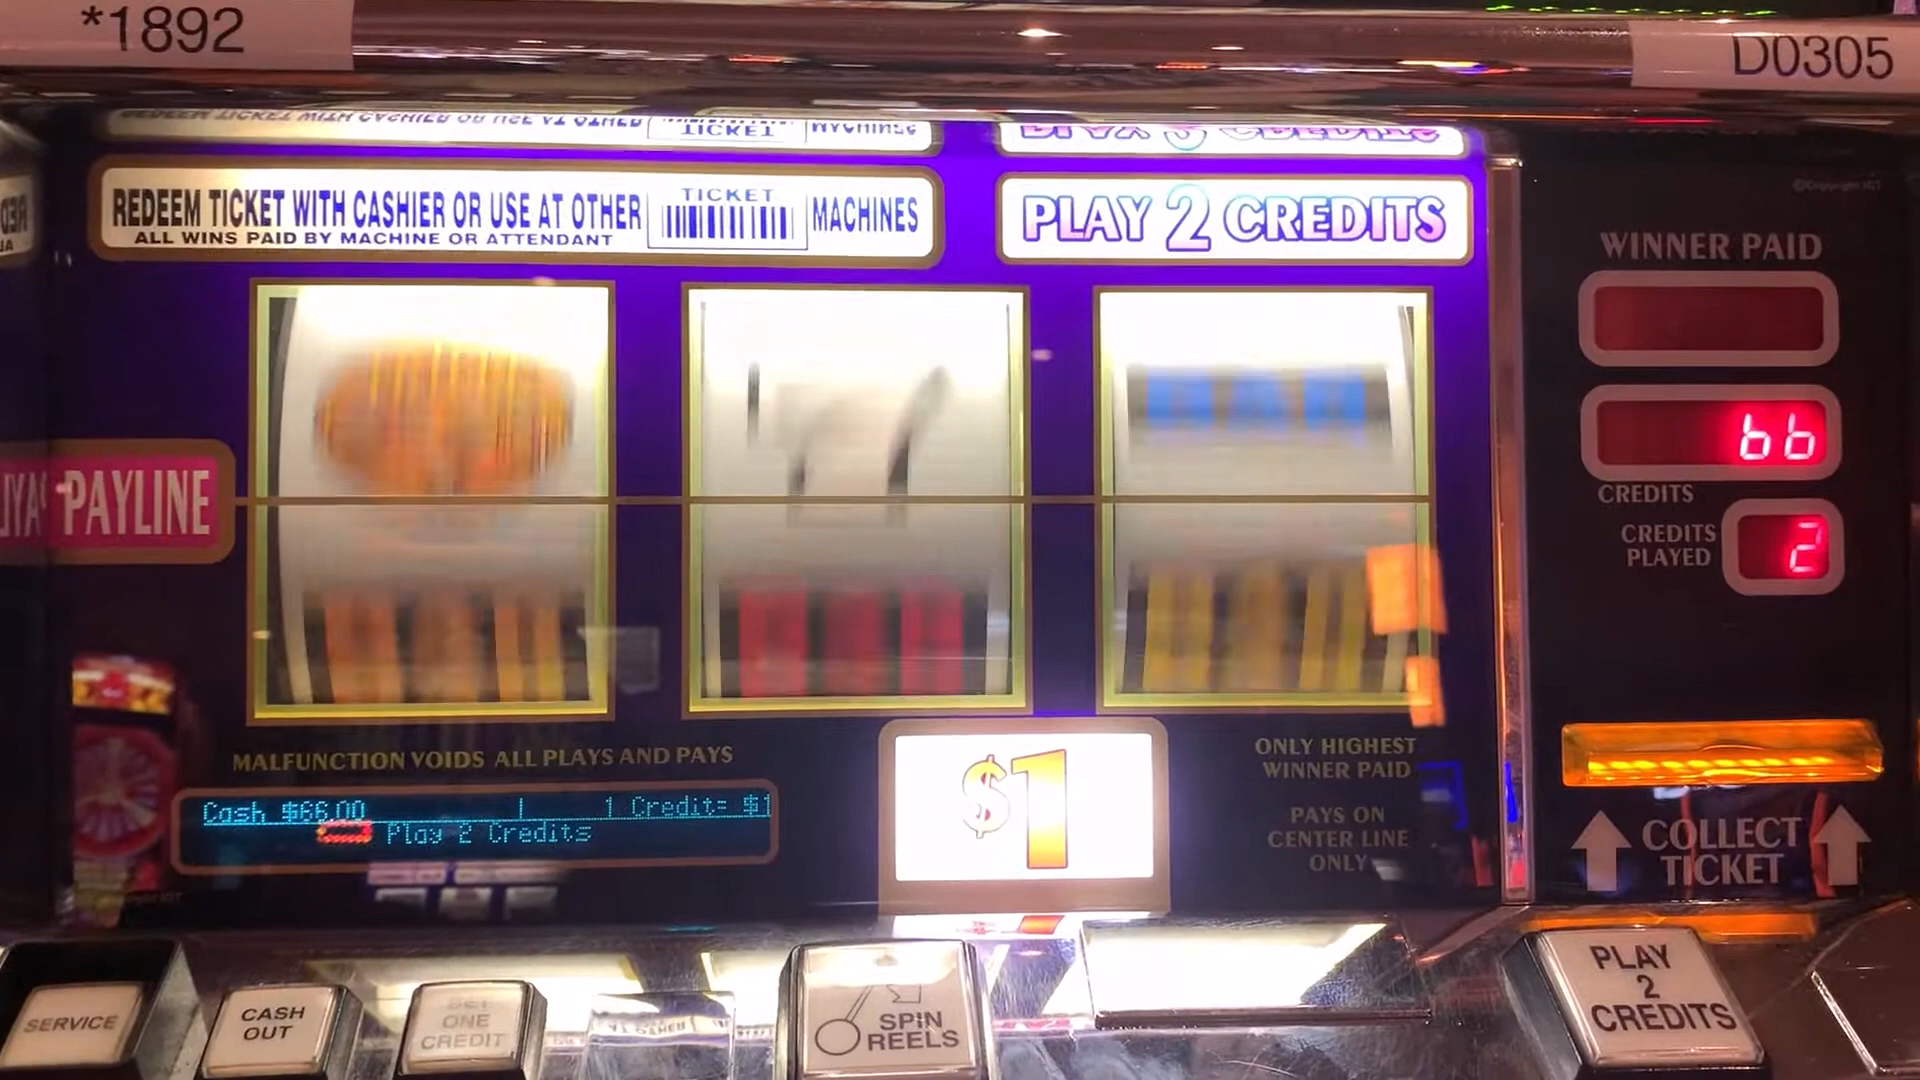 *1892
D0305
REDEEM TICKET WITH CASHIER OR USE AT OTHER
TICKET
MACHINES
ALL WINS PAID BY MACHINE OR ATTENDANT
PLAY 2 CREDITS
WINNER PAID
66
CREDITS
CREDITS
PLAYED
2
PAYLINE
BAR
MALFUNCTION VOIDS ALL PLAYS AND PAYS
Cash $66.00
1 Credit= $1
Play 2 Credits
$1
ONLY HIGHEST
WINNER PAID
PAYS ON
CENTER LINE
ONLY
COLLECT
TICKET
SERVICE
CASH
OUT
BET
ONE
CREDIT
SPIN
REELS
PLAY
2
CREDITS